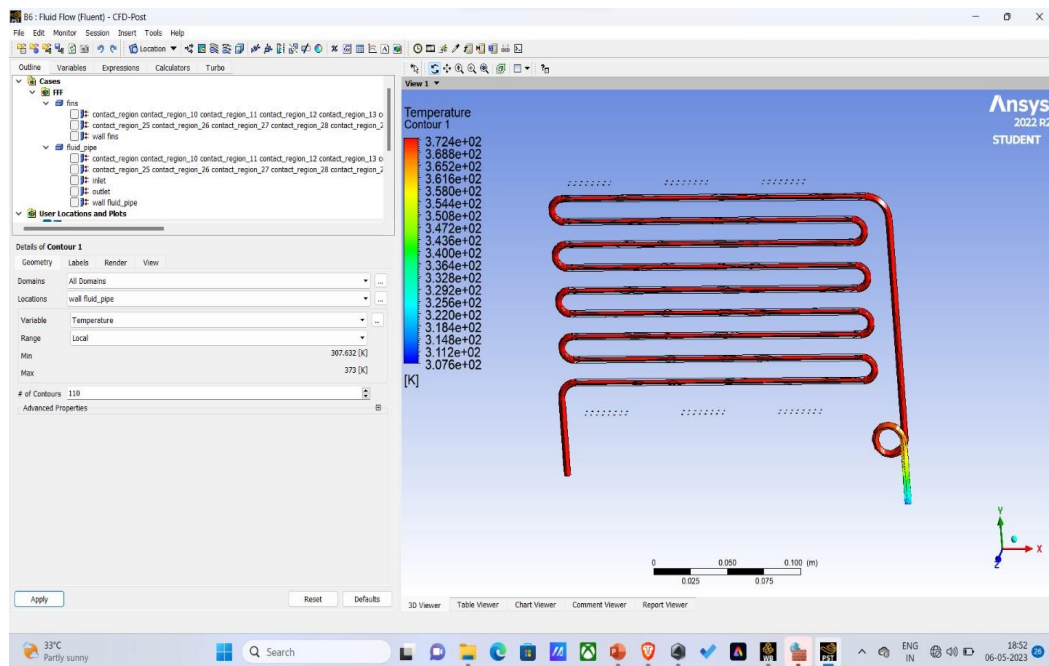 B6 : Fluid Flow (Fluent) - CFD-Post
File Edit Monitor Session Insert Tools Help
Location
Outline Variables Expressions Calculators Turbo
Cases
FFF
fins
contact_region contact_region_10 contact_region_11 contact_region_12 contact_region_13 c
contact_region_25 contact_region_26 contact_region_27 contact_region_28 contact_region_2
wall fins
fluid_pipe
contact_region contact_region_10 contact_region_11 contact_region_12 contact_region_13 c
contact_region_25 contact_region_26 contact_region_27 contact_region_28 contact_region_2
inlet
outlet
wall fluid_pipe
User Locations and Plots
Details of Contour 1
Geometry Labels Render View
Domains All Domains ...
Locations wall fluid_pipe ...
Variable Temperature ...
Range Local
Min 307.632 [K]
Max 373 [K]
# of Contours 110
Advanced Properties
Apply Reset Defaults
View 1
Temperature
Contour 1
3.724e+02
3.688e+02
3.652e+02
3.616e+02
3.580e+02
3.544e+02
3.508e+02
3.472e+02
3.436e+02
3.400e+02
3.364e+02
3.328e+02
3.292e+02
3.256e+02
3.220e+02
3.184e+02
3.148e+02
3.112e+02
3.076e+02
[K]
Ansys
2022 R2
STUDENT
Y
X
Z
0 0.050 0.100 (m)
0.025 0.075
3D Viewer Table Viewer Chart Viewer Comment Viewer Report Viewer
33°C
Partly sunny
Search
WB
PST
ENG
IN
18:52
06-05-2023
26